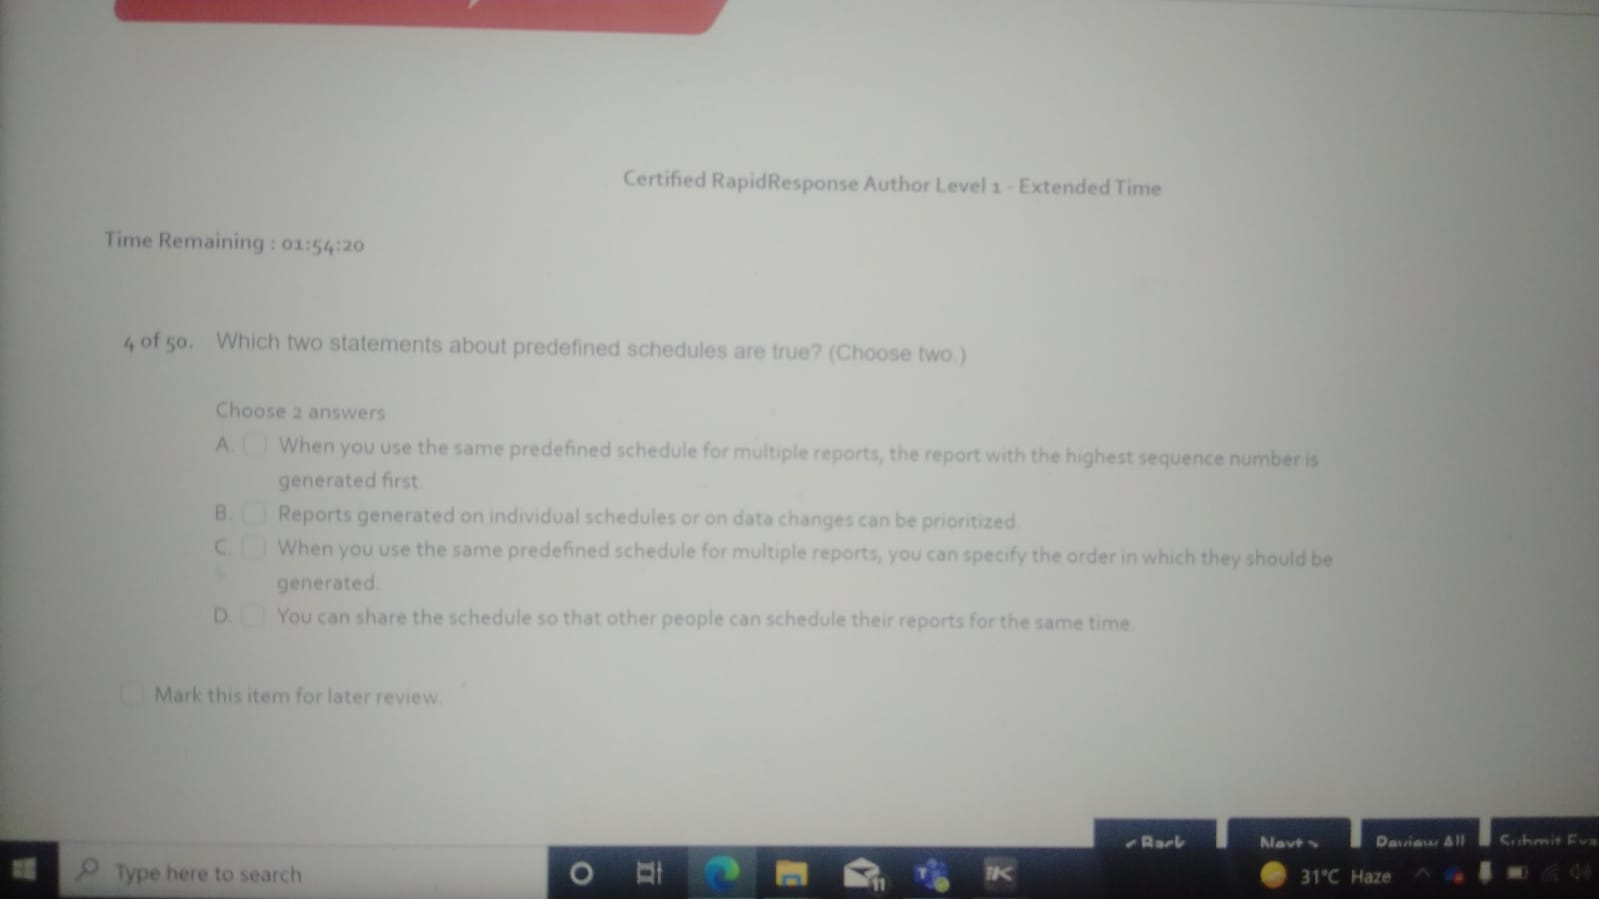 Certified RapidResponse Author Level 1 - Extended Time
Time Remaining : 01:54:20
4 of 50. Which two statements about predefined schedules are true? (Choose two.)
Choose 2 answers
A. When you use the same predefined schedule for multiple reports, the report with the highest sequence number is
generated first.
B. Reports generated on individual schedules or on data changes can be prioritized.
C. When you use the same predefined schedule for multiple reports, you can specify the order in which they should be
generated.
D. You can share the schedule so that other people can schedule their reports for the same time.
Mark this item for later review.
< Back Next > Review All Submit Eva
Type here to search 11 T K 31°C Haze